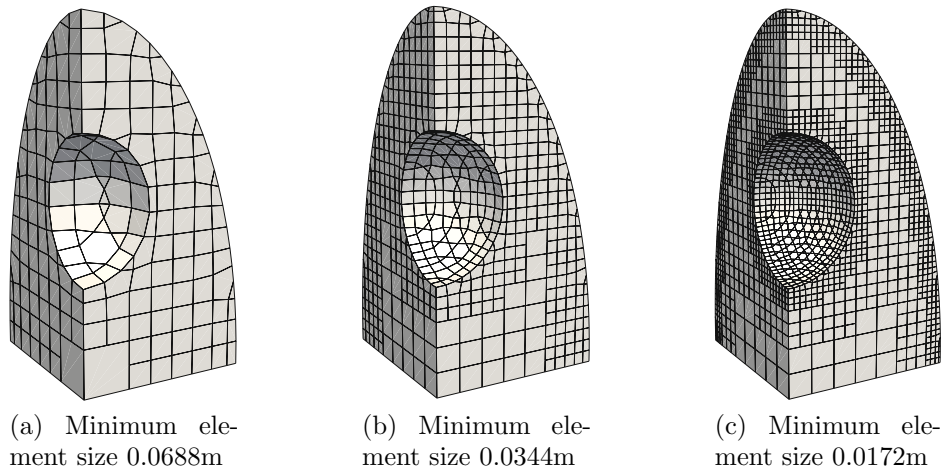 (a) Minimum ele-
ment size 0.0688m
(b) Minimum ele-
ment size 0.0344m
(c) Minimum ele-
ment size 0.0172m